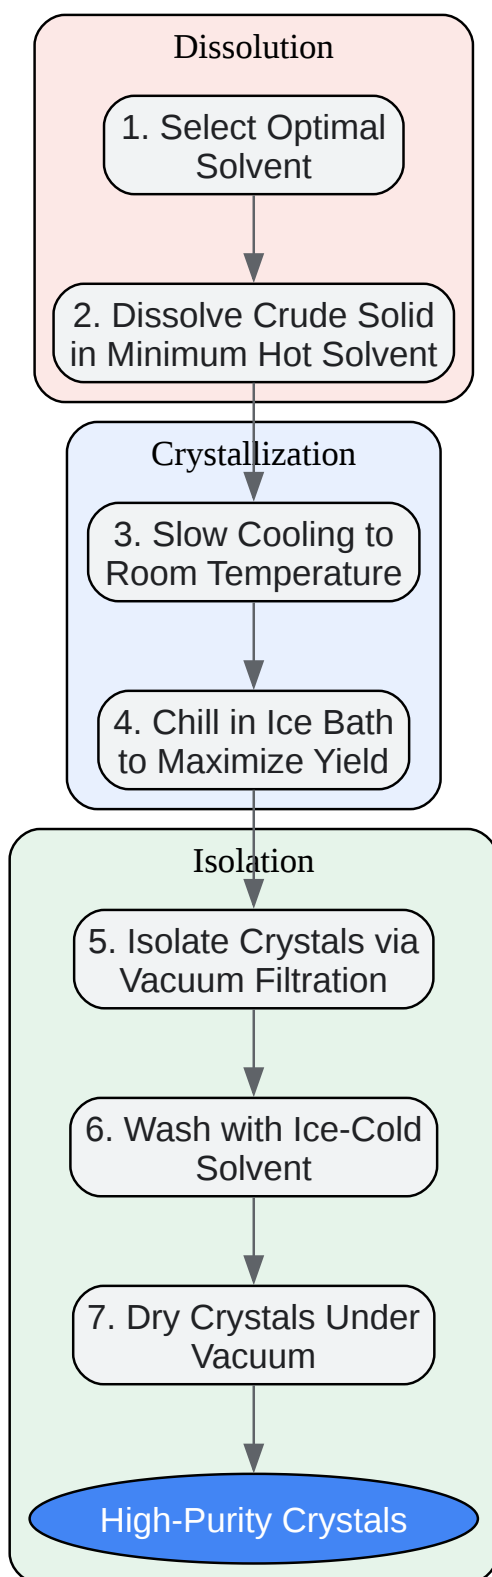 Dissolution
1. Select Optimal
Solvent
2. Dissolve Crude Solid
in Minimum Hot Solvent
Crystallization
3. Slow Cooling to
Room Temperature
4. Chill in Ice Bath
to Maximize Yield
Isolation
5. Isolate Crystals via
Vacuum Filtration
6. Wash with Ice-Cold
Solvent
7. Dry Crystals Under
Vacuum
High-Purity Crystals